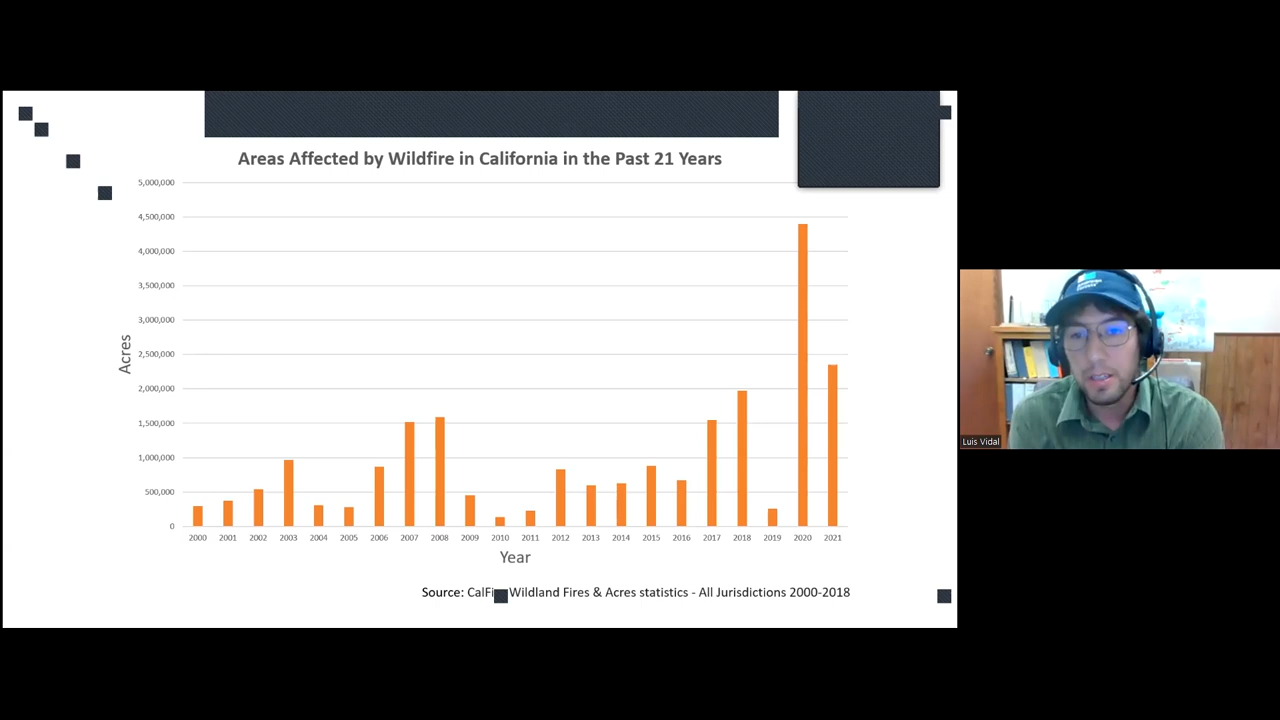 Areas Affected by Wildfire in California in the Past 21 Years
5,000,000
4,500,000
4,000,000
3,500,000
3,000,000
2,500,000
2,000,000
1,500,000
1,000,000
500,000
0
Acres
2000 2001 2002 2003 2004 2005 2006 2007 2008 2009 2010 2011 2012 2013 2014 2015 2016 2017 2018 2019 2020 2021
Year
Source: CalFi Wildland Fires & Acres statistics - All Jurisdictions 2000-2018
Luis Vidal